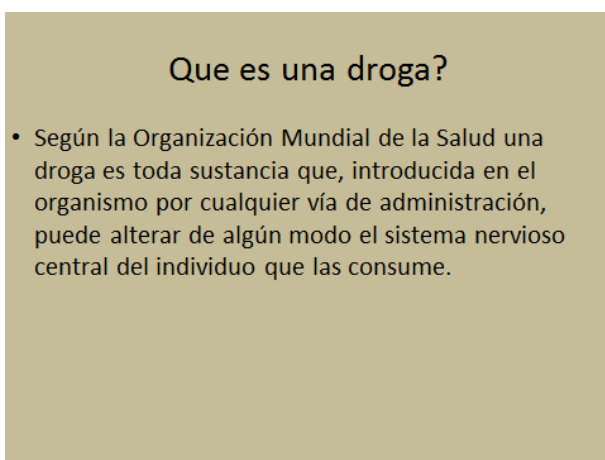 Que es una droga?
• Según la Organización Mundial de la Salud una
droga es toda sustancia que, introducida en el
organismo por cualquier vía de administración,
puede alterar de algún modo el sistema nervioso
central del individuo que las consume.